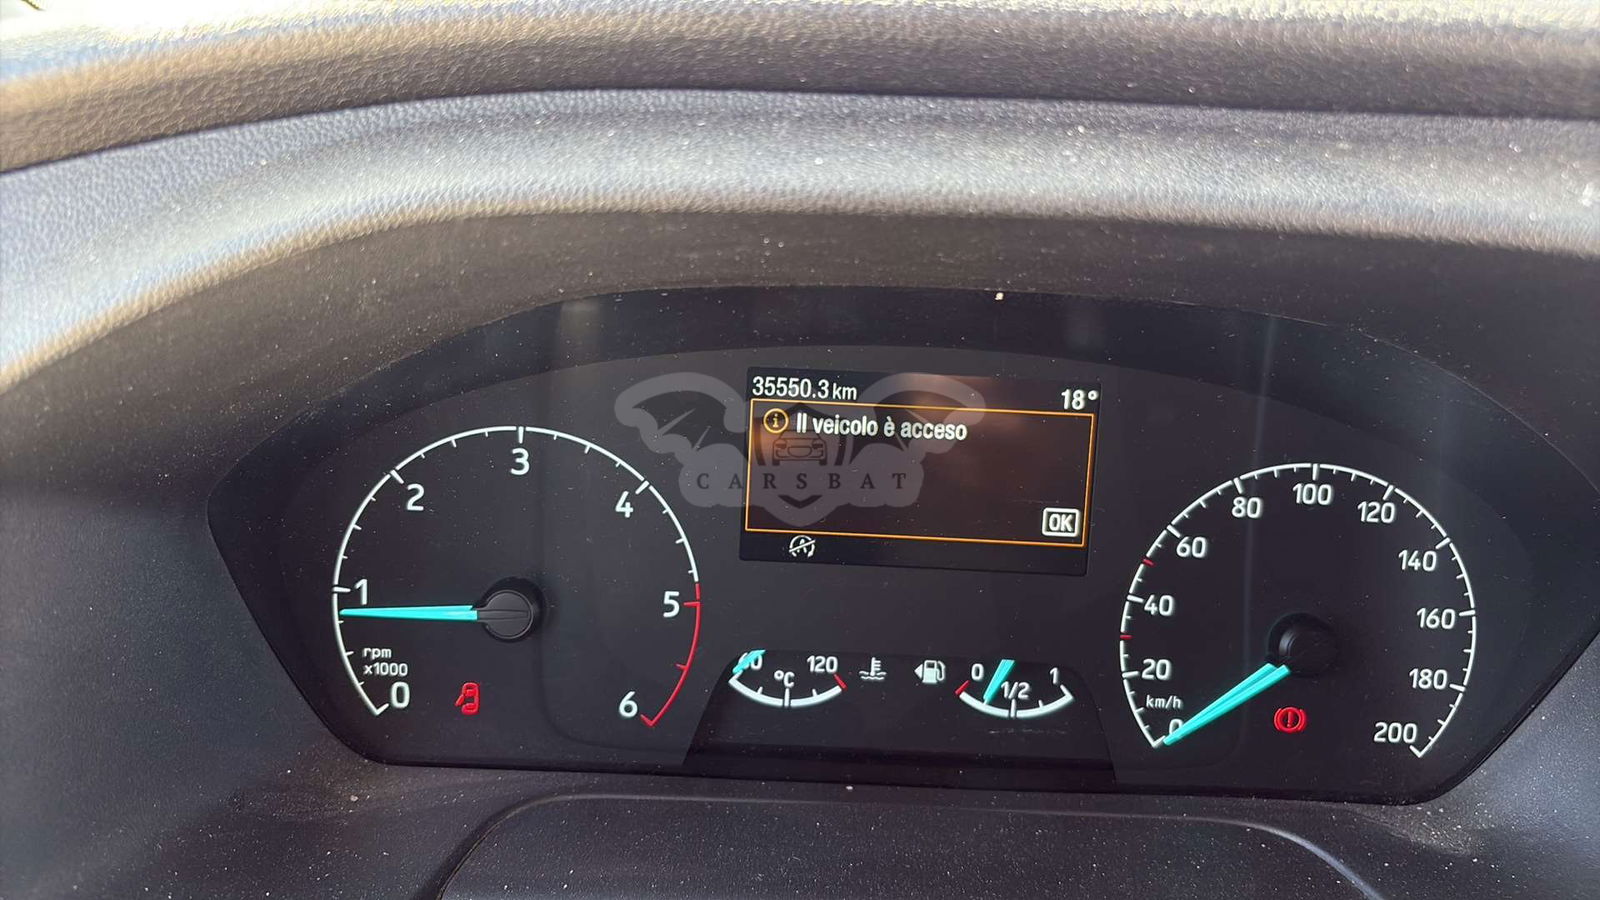 35550.3 km 18°
i Il veicolo è acceso
OK
CARSBAT
0 1 2 3 4 5 6
rpm
x1000
120
°C
0 1/2 1
0 20 40 60 80 100 120 140 160 180 200
km/h